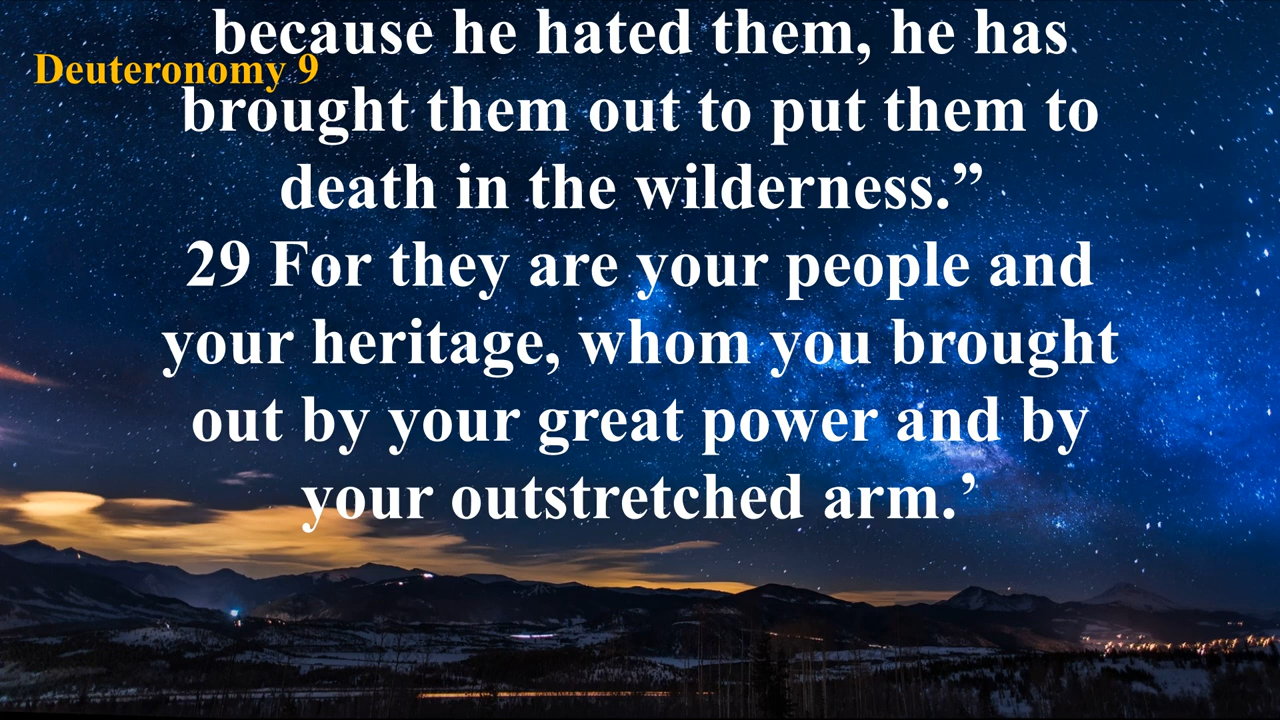 because he hated them, he has
Deuteronomy 9
brought them out to put them to
death in the wilderness.”
29 For they are your people and
your heritage, whom you brought
out by your great power and by
your outstretched arm.’